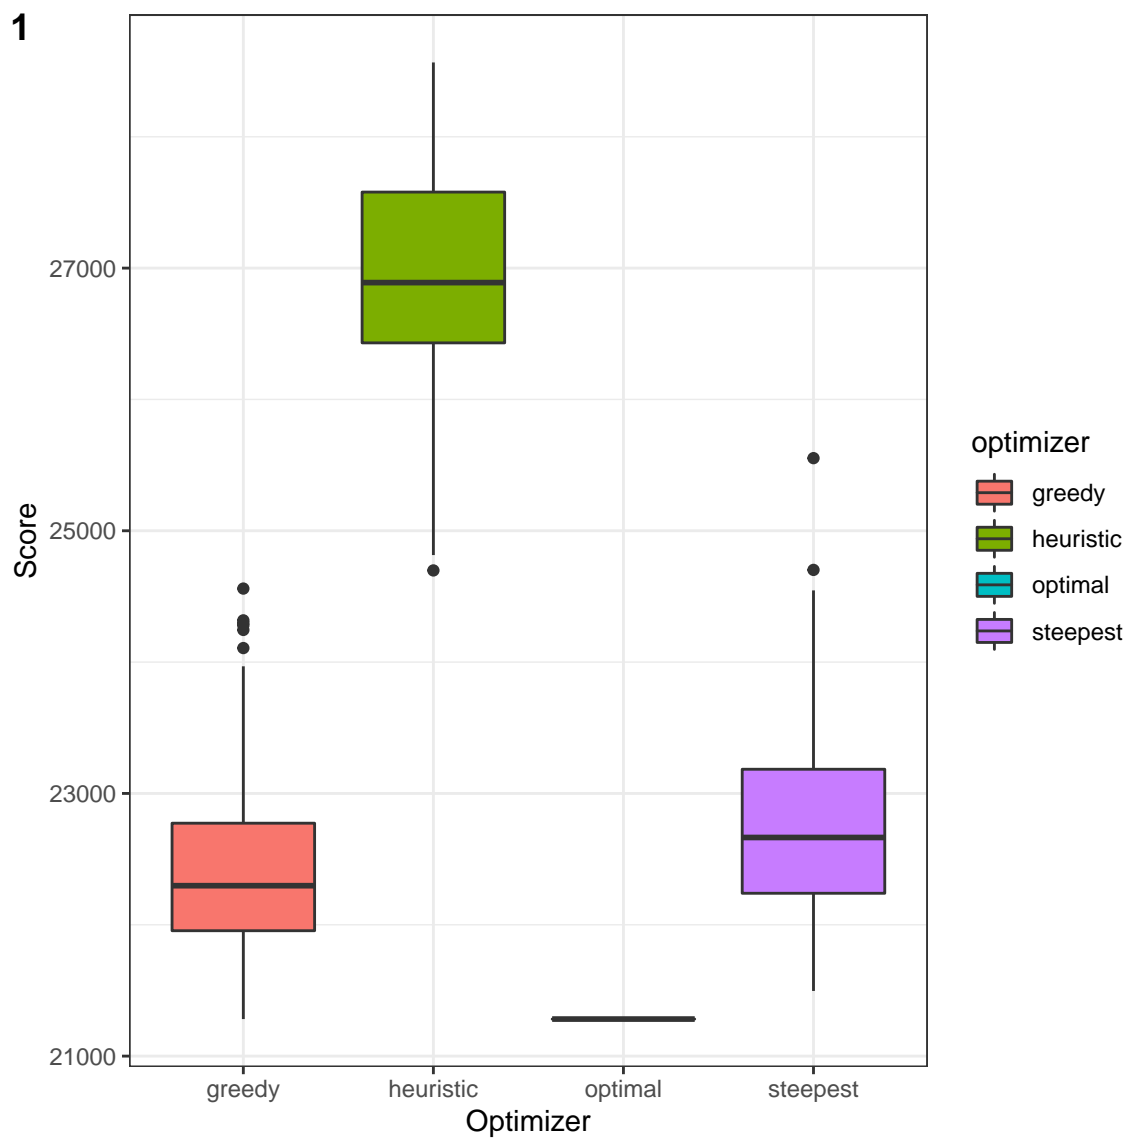 1
27000
25000
23000
21000
Score
greedy
heuristic
optimal
steepest
Optimizer
optimizer
greedy
heuristic
optimal
steepest